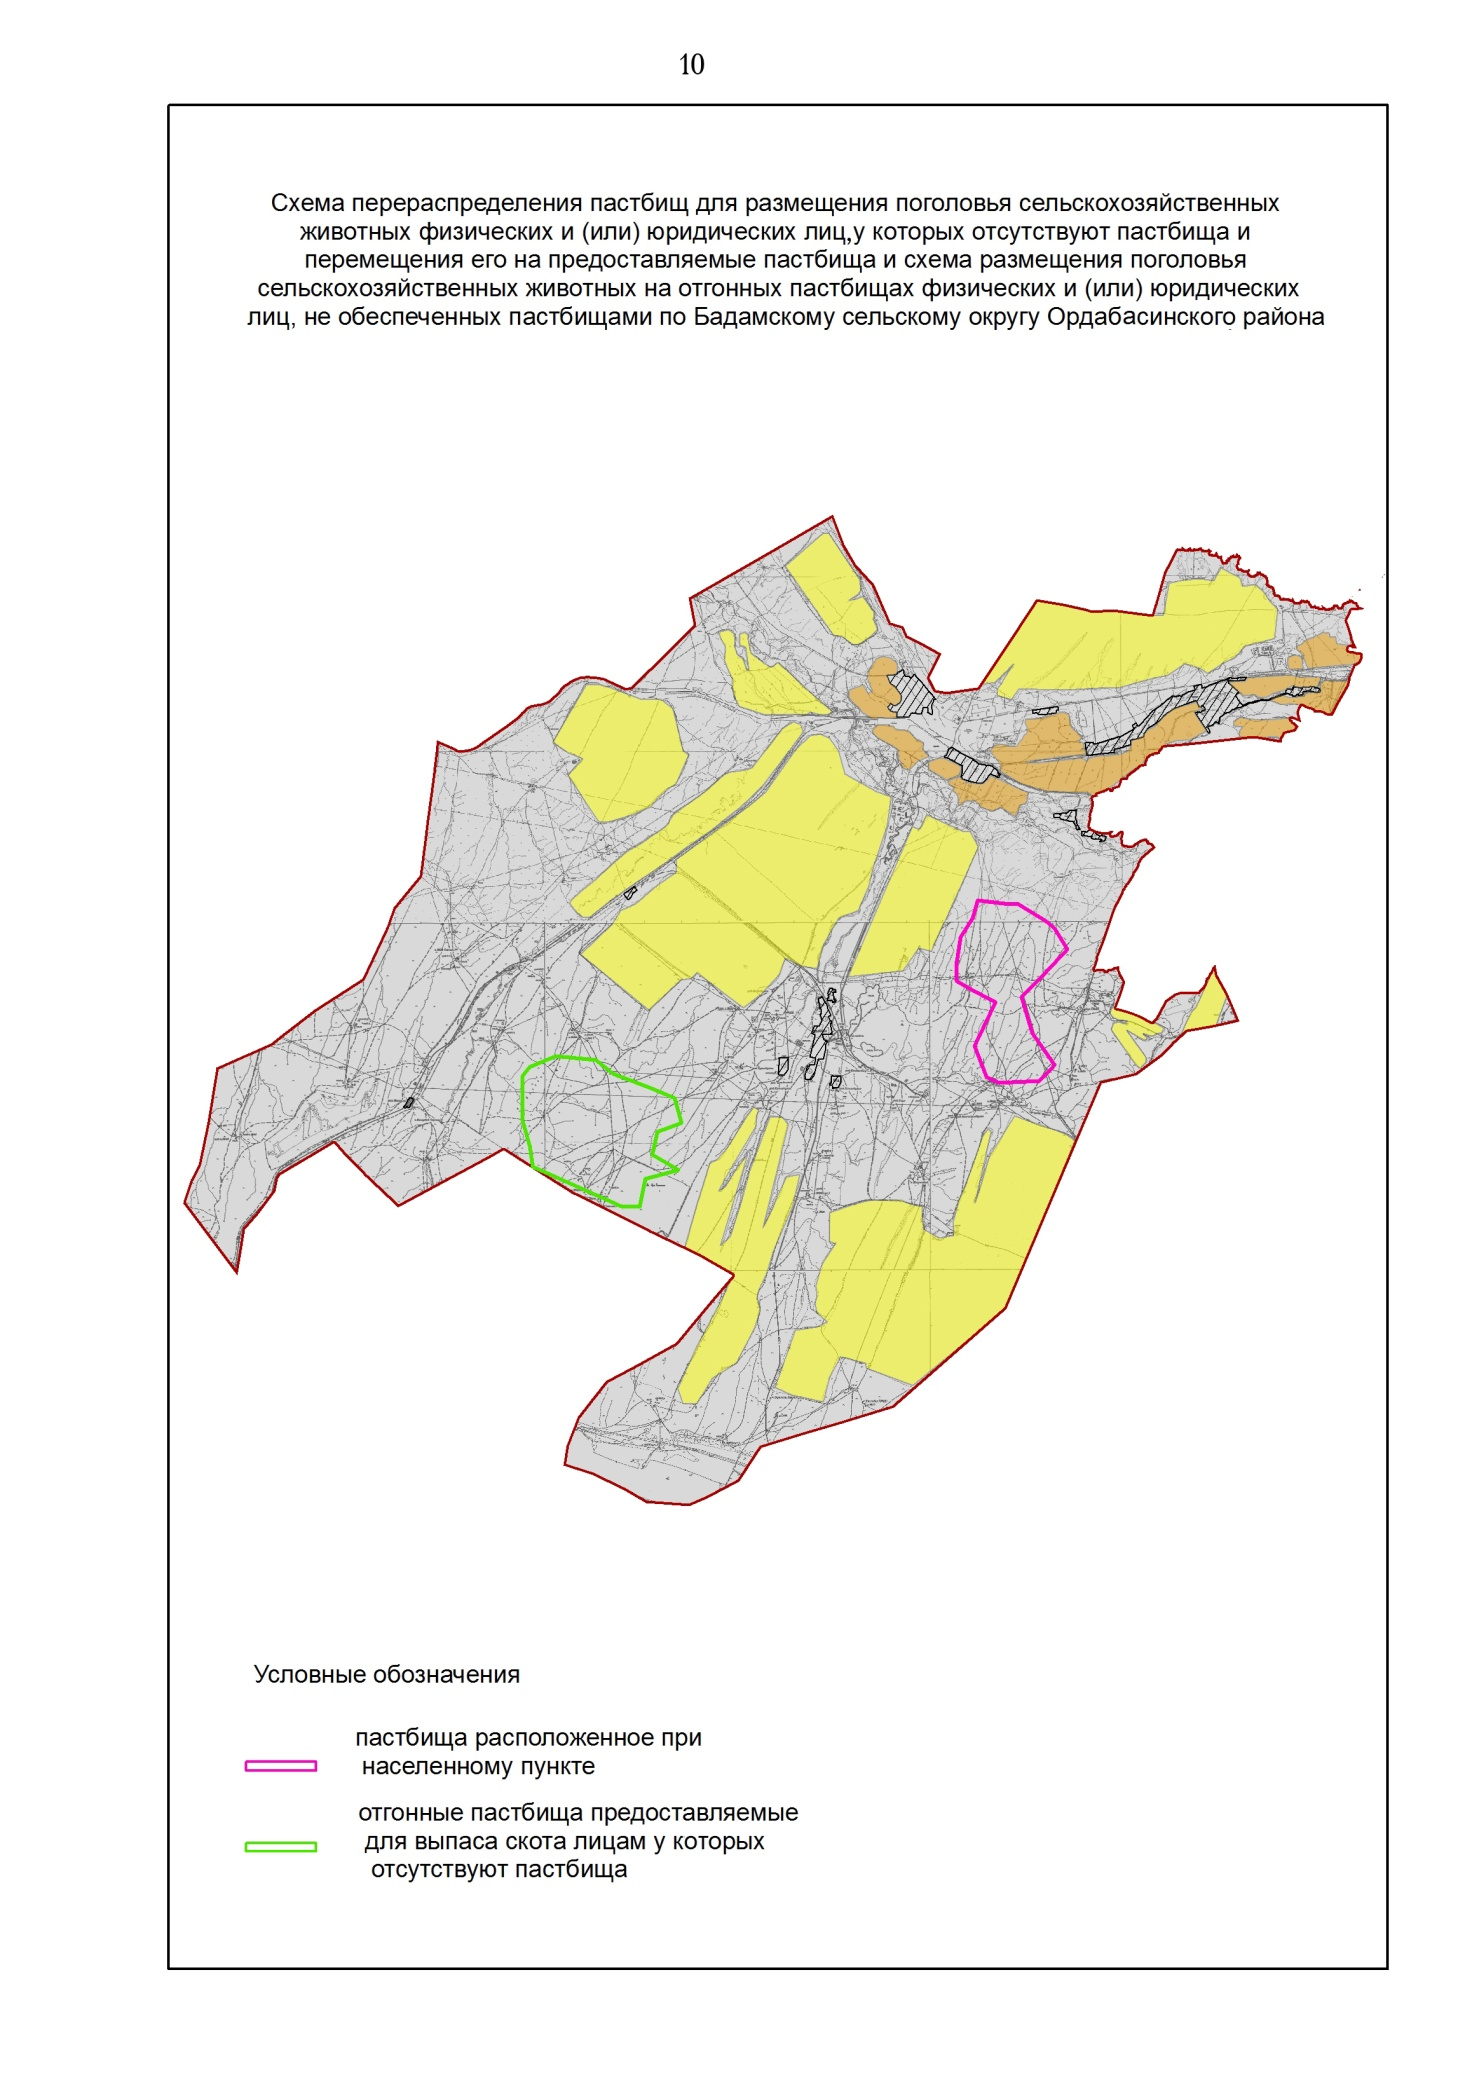 10
Схема перераспределения пастбищ для размещения поголовья сельскохозяйственных
животных физических и (или) юридических лиц,у которых отсутствуют пастбища и
перемещения его на предоставляемые пастбища и схема размещения поголовья
сельскохозяйственных животных на отгонных пастбищах физических и (или) юридических
лиц, не обеспеченных пастбищами по Бадамскому сельскому округу Ордабасинского района
Условные обозначения
пастбища расположенное при
населенному пункте
отгонные пастбища предоставляемые
для выпаса скота лицам у которых
отсутствуют пастбища